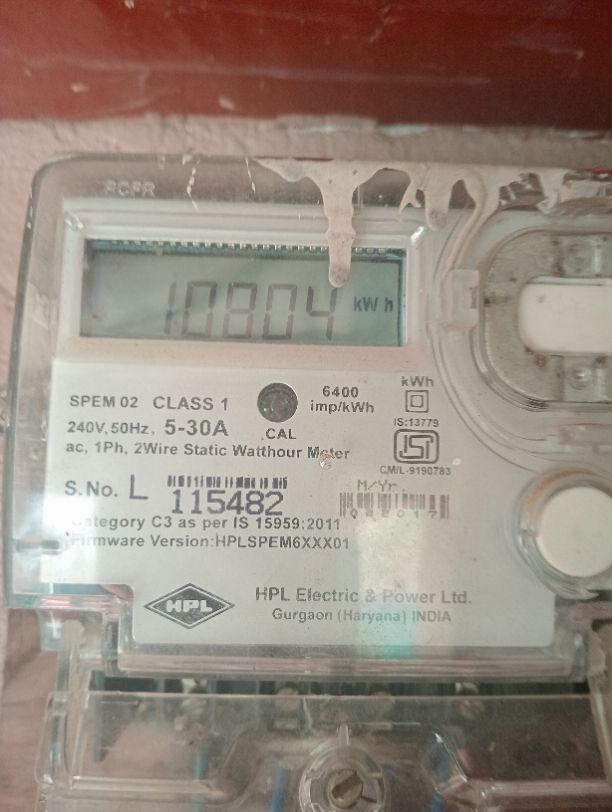 10804 kWh
SPEM 02 CLASS 1
6400 imp/kWh
kWh
240V, 50Hz, 5-30A
CAL
IS:13779
ac, 1Ph, 2Wire Static Watthour Meter
CM/L-9190783
S.No. L 115482
M/Yr.
Category C3 as per IS 15959:2011
Firmware Version:HPLSPEM6XXX01
HPL
HPL Electric & Power Ltd.
Gurgaon (Haryana) INDIA